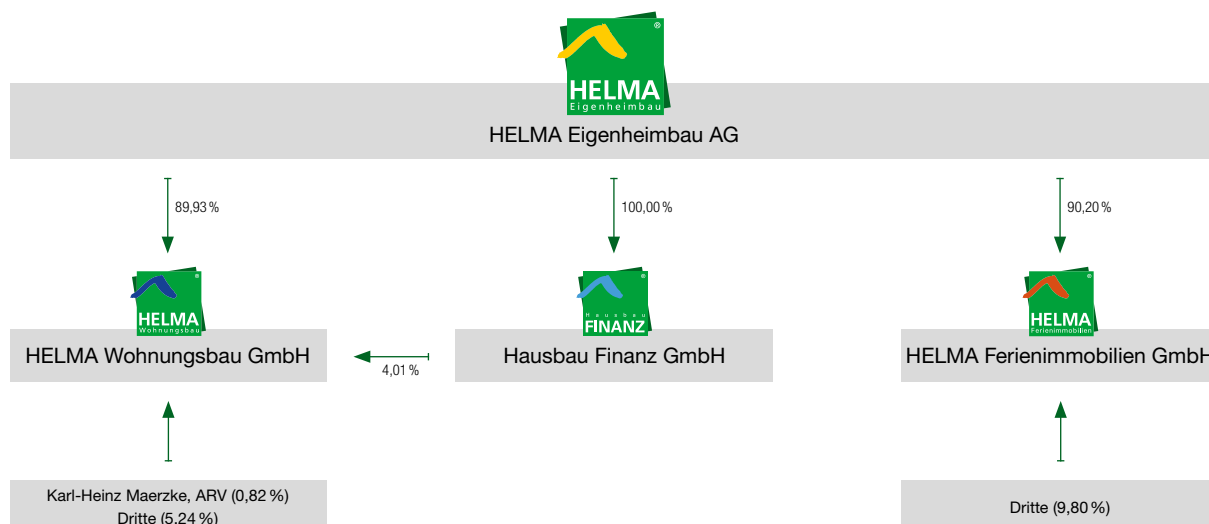 ®
HELMA
Eigenheimbau
HELMA Eigenheimbau AG
89,93 %
100,00 %
90,20 %
®
HELMA
Wohnungsbau
®
Hausbau
FINANZ
®
HELMA
Ferienimmobilien
HELMA Wohnungsbau GmbH
4,01 %
Hausbau Finanz GmbH
HELMA Ferienimmobilien GmbH
Karl-Heinz Maerzke, ARV (0,82 %)
Dritte (5,24 %)
Dritte (9,80 %)